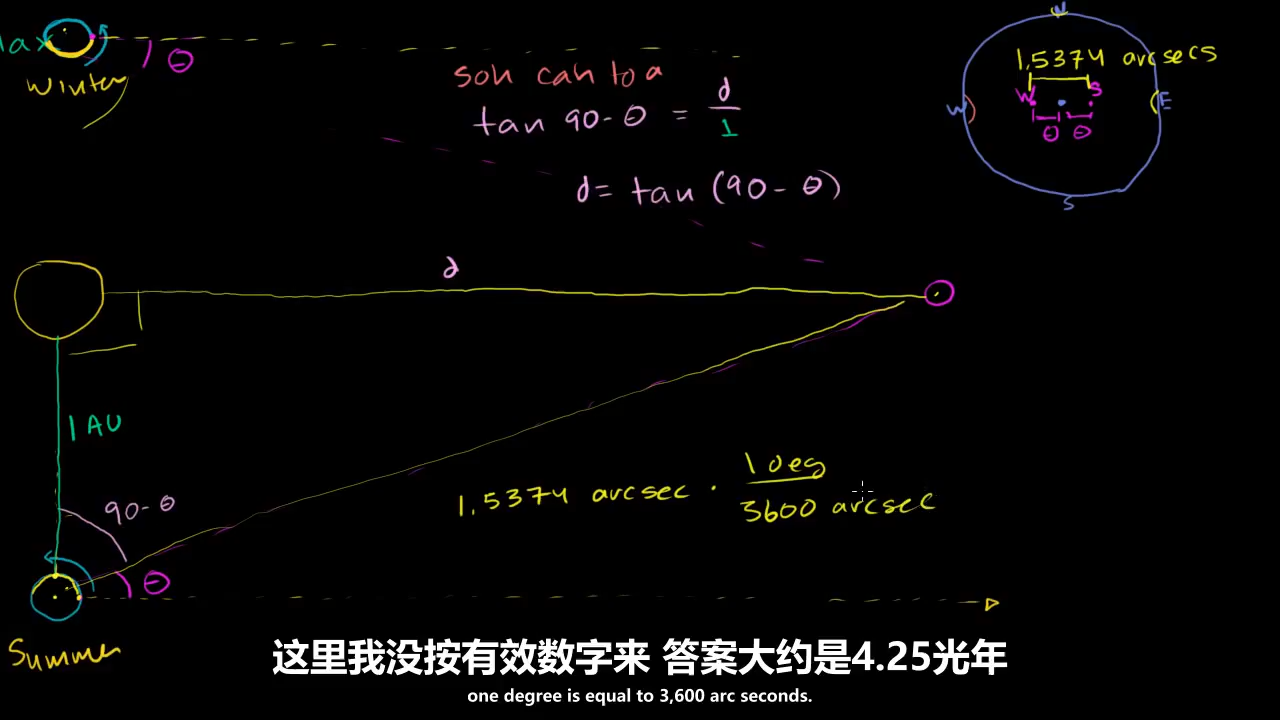 lax
θ
Winter
soh cah toa
tan 90-θ = d/1
d= tan (90-θ)
N
1.5374 arcsecs
W
W
S
E
θ
θ
S
d
1 AU
90-θ
1.5374 arcsec · 1 deg/3600 arcsec
θ
Summer
这里我没按有效数字来 答案大约是4.25光年
one degree is equal to 3,600 arc seconds.